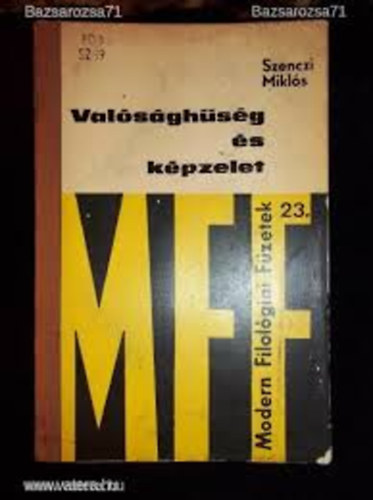 Bazsarozsa71 Bazsarozsa71
Szenczi
Miklós
Valósághűség
és
képzelet
23.
MFF
Modern Filológiai Füzetek